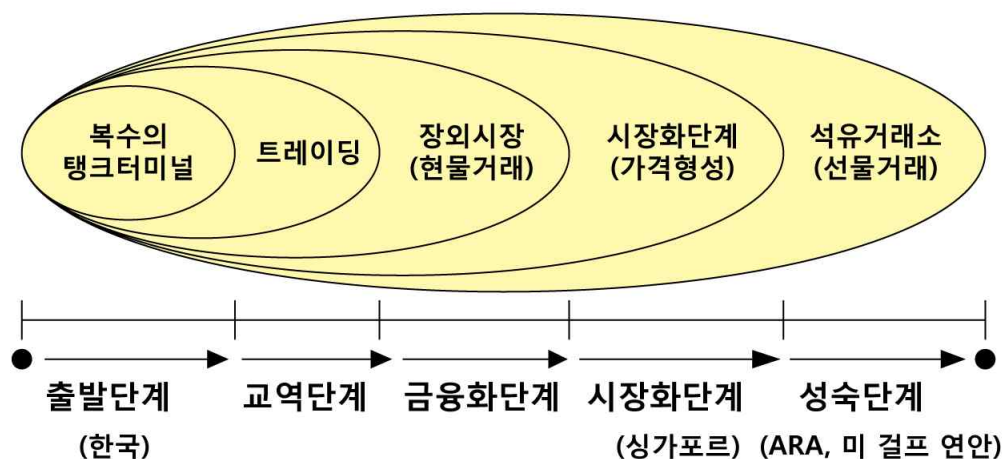 복수의
탱크터미널
트레이딩
장외시장
(현물거래)
시장화단계
(가격형성)
석유거래소
(선물거래)
출발단계
교역단계
금융화단계
시장화단계
성숙단계
(한국)
(싱가포르)
(ARA, 미 걸프 연안)